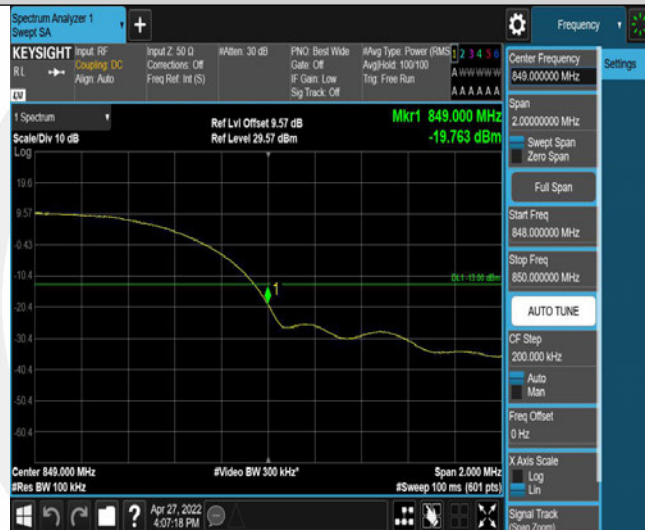 Spectrum Analyzer 1
Swept SA
Frequency
KEYSIGHT
RL
Input: RF
Coupling: DC
Align: Auto
Input Z: 50 Ω
Corrections: Off
Freq Ref: Int (S)
#Atten: 30 dB
PNO: Best Wide
Gate: Off
IF Gain: Low
Sig Track: Off
#Avg Type: Power (RMS
Avg|Hold: 100/100
Trig: Free Run
1 2 3 4 5 6
A W W W W W
A A A A A A
LXI
1 Spectrum
Scale/Div 10 dB
Log
Ref Lvl Offset 9.57 dB
Ref Level 29.57 dBm
Mkr1 849.000 MHz
-19.763 dBm
19.6
9.57
-0.43
-10.4
-20.4
-30.4
-40.4
-50.4
-60.4
DL1 -13.00 dBm
1
Center 849.000 MHz
#Res BW 100 kHz
#Video BW 300 kHz*
Span 2.000 MHz
#Sweep 100 ms (601 pts)
Apr 27, 2022
4:07:18 PM
Settings
Center Frequency
849.000000 MHz
Span
2.00000000 MHz
Swept Span
Zero Span
Full Span
Start Freq
848.000000 MHz
Stop Freq
850.000000 MHz
AUTO TUNE
CF Step
200.000 kHz
Auto
Man
Freq Offset
0 Hz
X Axis Scale
Log
Lin
Signal Track
(Span Zoom)